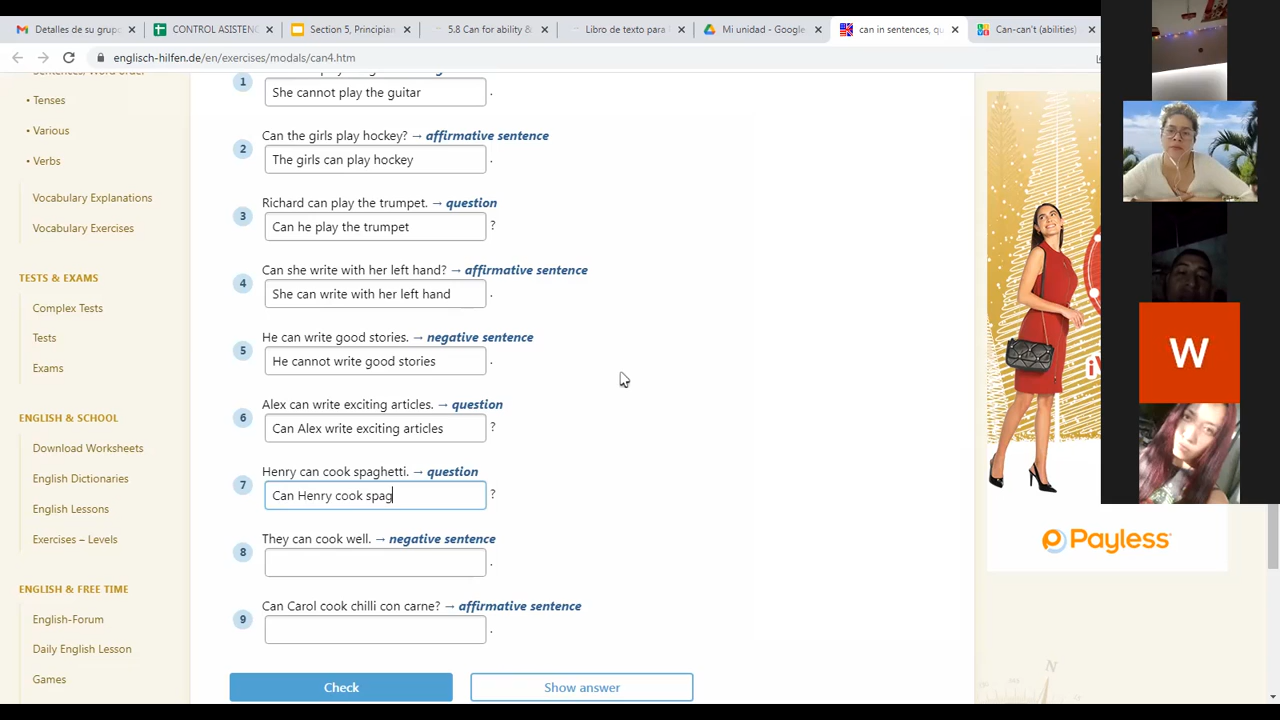 Detalles de su grupo
CONTROL ASISTENC
Section 5, Principiac
5.8 Can for ability &
Libro de texto para
Mi unidad - Google
can in sentences, qu
Can-can't (abilities)
englisch-hilfen.de/en/exercises/modals/can4.htm
• Tenses
• Various
• Verbs
Vocabulary Explanations
Vocabulary Exercises
TESTS & EXAMS
Complex Tests
Tests
Exams
ENGLISH & SCHOOL
Download Worksheets
English Dictionaries
English Lessons
Exercises – Levels
ENGLISH & FREE TIME
English-Forum
Daily English Lesson
Games
1
She cannot play the guitar .
Can the girls play hockey? → affirmative sentence
2
The girls can play hockey .
Richard can play the trumpet. → question
3
Can he play the trumpet ?
Can she write with her left hand? → affirmative sentence
4
She can write with her left hand .
He can write good stories. → negative sentence
5
He cannot write good stories .
Alex can write exciting articles. → question
6
Can Alex write exciting articles ?
Henry can cook spaghetti. → question
7
Can Henry cook spag ?
They can cook well. → negative sentence
8
.
Can Carol cook chilli con carne? → affirmative sentence
9
.
Check
Show answer
Payless
W
N